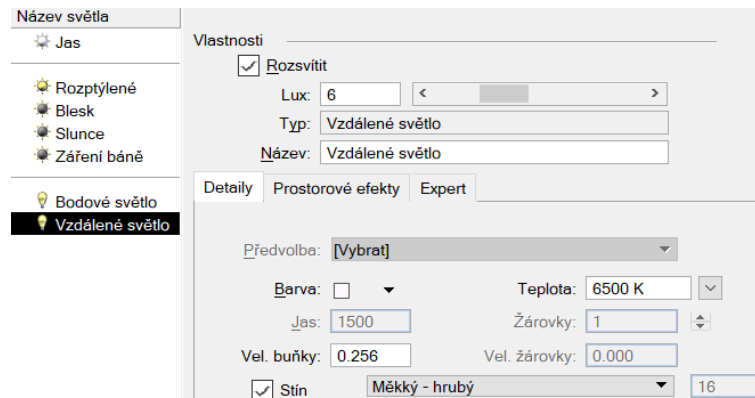 Název světla
Jas
Rozptýlené
Blesk
Slunce
Záření báně
Bodové světlo
Vzdálené světlo
Vlastnosti
Rozsvítit
Lux: 6
Typ: Vzdálené světlo
Název: Vzdálené světlo
Detaily Prostorové efekty Expert
Předvolba: [Vybrat]
Barva: Teplota: 6500 K
Jas: 1500 Žárovky: 1
Vel. buňky: 0.256 Vel. žárovky: 0.000
Stín Měkký - hrubý 16